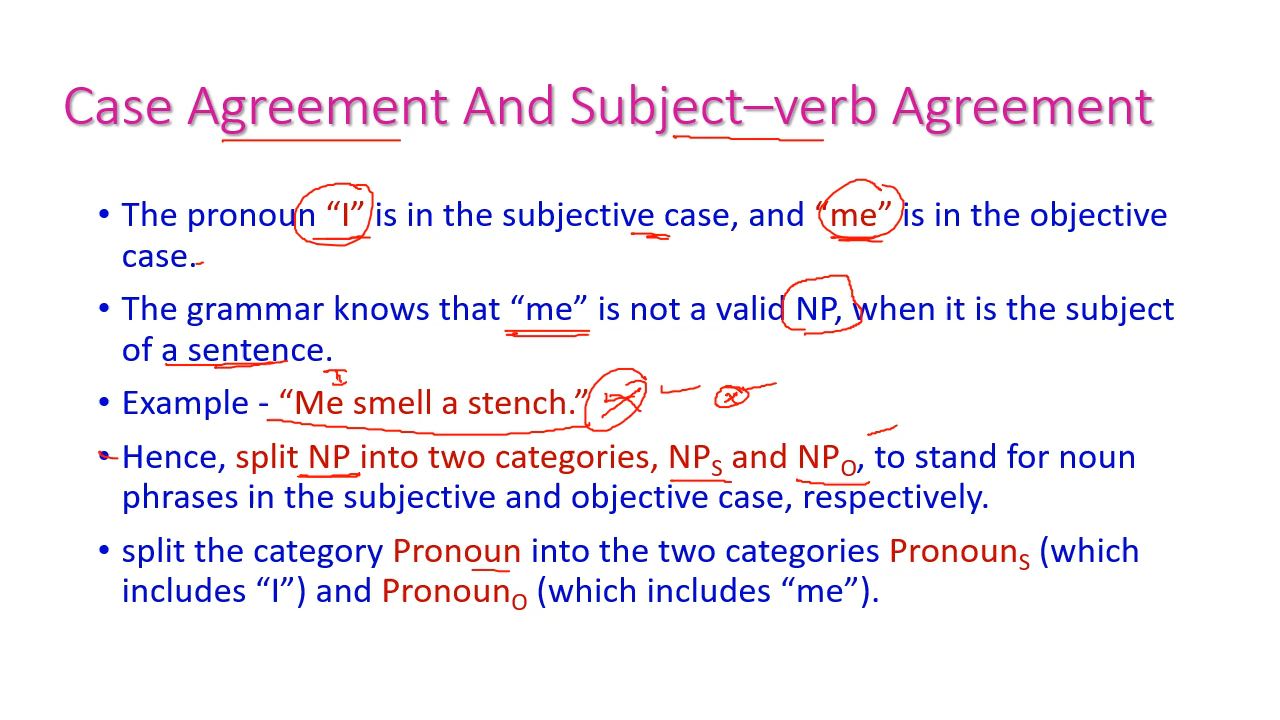 Case Agreement And Subject–verb Agreement
• The pronoun “I” is in the subjective case, and “me” is in the objective
case.
• The grammar knows that “me” is not a valid NP, when it is the subject
of a sentence.
I
• Example - “Me smell a stench.”
• Hence, split NP into two categories, NPS and NPO, to stand for noun
phrases in the subjective and objective case, respectively.
• split the category Pronoun into the two categories PronounS (which
includes “I”) and PronounO (which includes “me”).